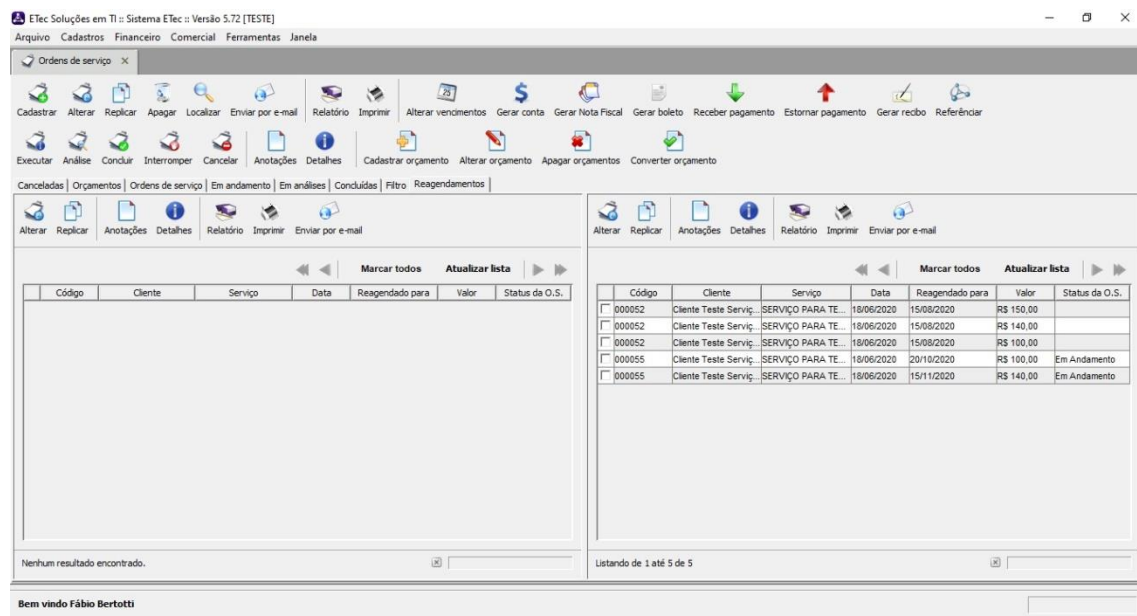 ETec Soluções em TI :: Sistema ETec :: Versão 5.72 [TESTE]
Arquivo Cadastros Financeiro Comercial Ferramentas Janela
Ordens de serviço X
Cadastrar Alterar Replicar Apagar Localizar Enviar por e-mail Relatório Imprimir Alterar vencimentos Gerar conta Gerar Nota Fiscal Gerar boleto Receber pagamento Estornar pagamento Gerar recibo Referênciar
Executar Análise Concluir Interromper Cancelar Anotações Detalhes Cadastrar orçamento Alterar orçamento Apagar orçamentos Converter orçamento
Canceladas Orçamentos Ordens de serviço Em andamento Em análises Concluídas Filtro Reagendamentos
Alterar Replicar Anotações Detalhes Relatório Imprimir Enviar por e-mail
Marcar todos Atualizar lista
Código Cliente Serviço Data Reagendado para Valor Status da O.S.
Nenhum resultado encontrado.
Alterar Replicar Anotações Detalhes Relatório Imprimir Enviar por e-mail
Marcar todos Atualizar lista
Código Cliente Serviço Data Reagendado para Valor Status da O.S.
000052 Cliente Teste Serviç... SERVIÇO PARA TE... 18/06/2020 15/08/2020 R$ 150,00
000052 Cliente Teste Serviç... SERVIÇO PARA TE... 18/06/2020 15/08/2020 R$ 140,00
000052 Cliente Teste Serviç... SERVIÇO PARA TE... 18/06/2020 15/08/2020 R$ 100,00
000055 Cliente Teste Serviç... SERVIÇO PARA TE... 18/06/2020 20/10/2020 R$ 100,00 Em Andamento
000055 Cliente Teste Serviç... SERVIÇO PARA TE... 18/06/2020 15/11/2020 R$ 140,00 Em Andamento
Listando de 1 até 5 de 5
Bem vindo Fábio Bertotti